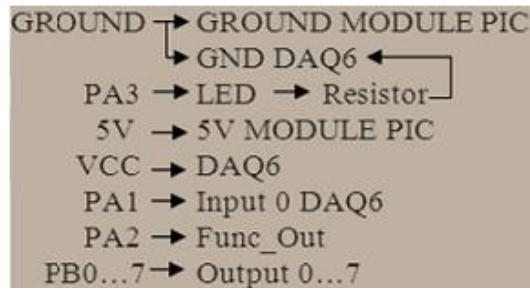 GROUND → GROUND MODULE PIC
→ GND DAQ6 ←
PA3 → LED → Resistor
5V → 5V MODULE PIC
VCC → DAQ6
PA1 → Input 0 DAQ6
PA2 → Func_Out
PB0...7 → Output 0...7